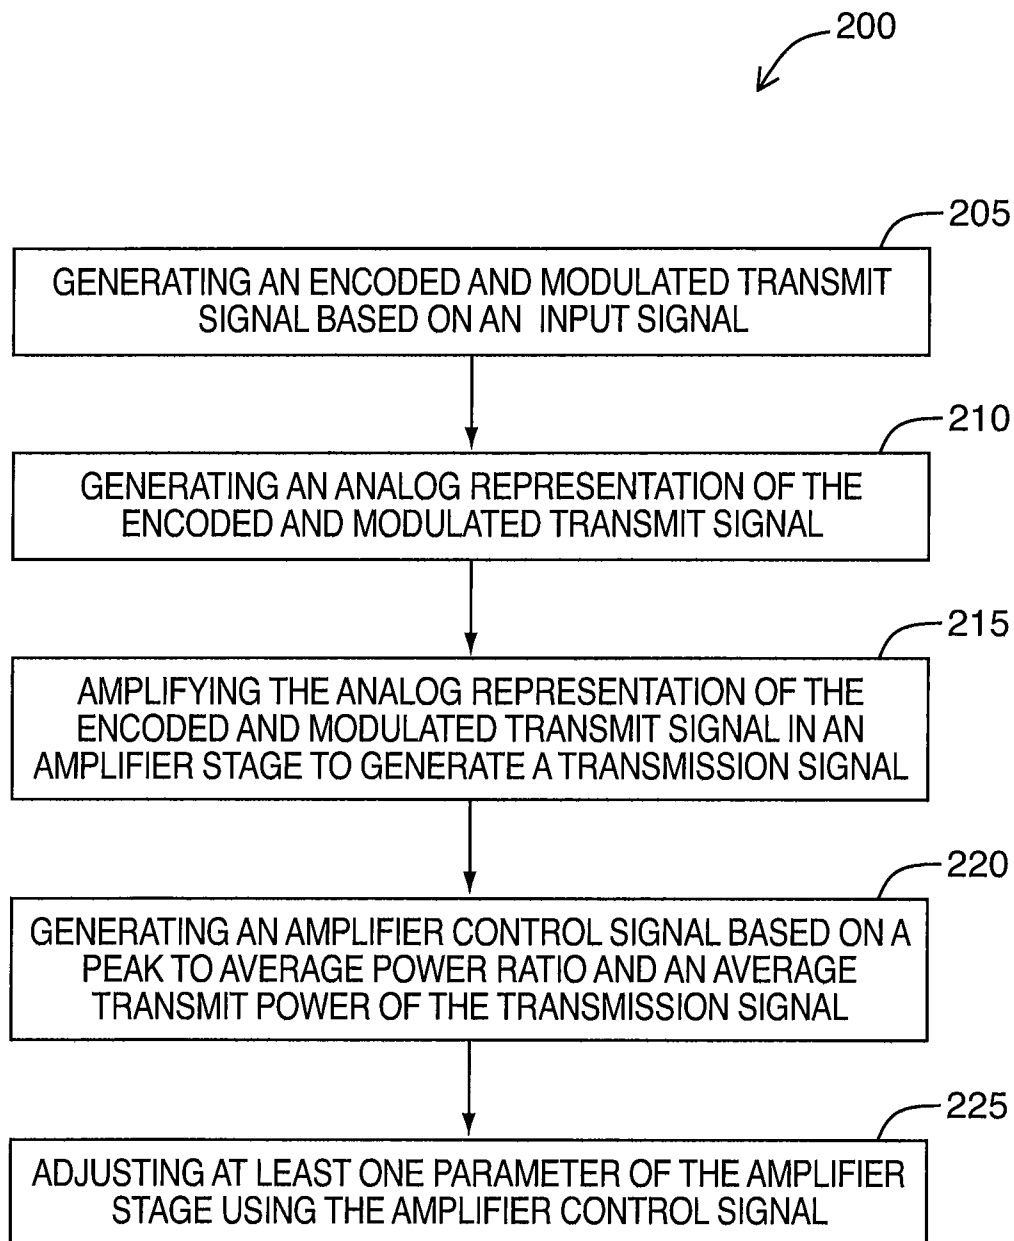 200
205
GENERATING AN ENCODED AND MODULATED TRANSMIT
SIGNAL BASED ON AN INPUT SIGNAL
210
GENERATING AN ANALOG REPRESENTATION OF THE
ENCODED AND MODULATED TRANSMIT SIGNAL
215
AMPLIFYING THE ANALOG REPRESENTATION OF THE
ENCODED AND MODULATED TRANSMIT SIGNAL IN AN
AMPLIFIER STAGE TO GENERATE A TRANSMISSION SIGNAL
220
GENERATING AN AMPLIFIER CONTROL SIGNAL BASED ON A
PEAK TO AVERAGE POWER RATIO AND AN AVERAGE
TRANSMIT POWER OF THE TRANSMISSION SIGNAL
225
ADJUSTING AT LEAST ONE PARAMETER OF THE AMPLIFIER
STAGE USING THE AMPLIFIER CONTROL SIGNAL